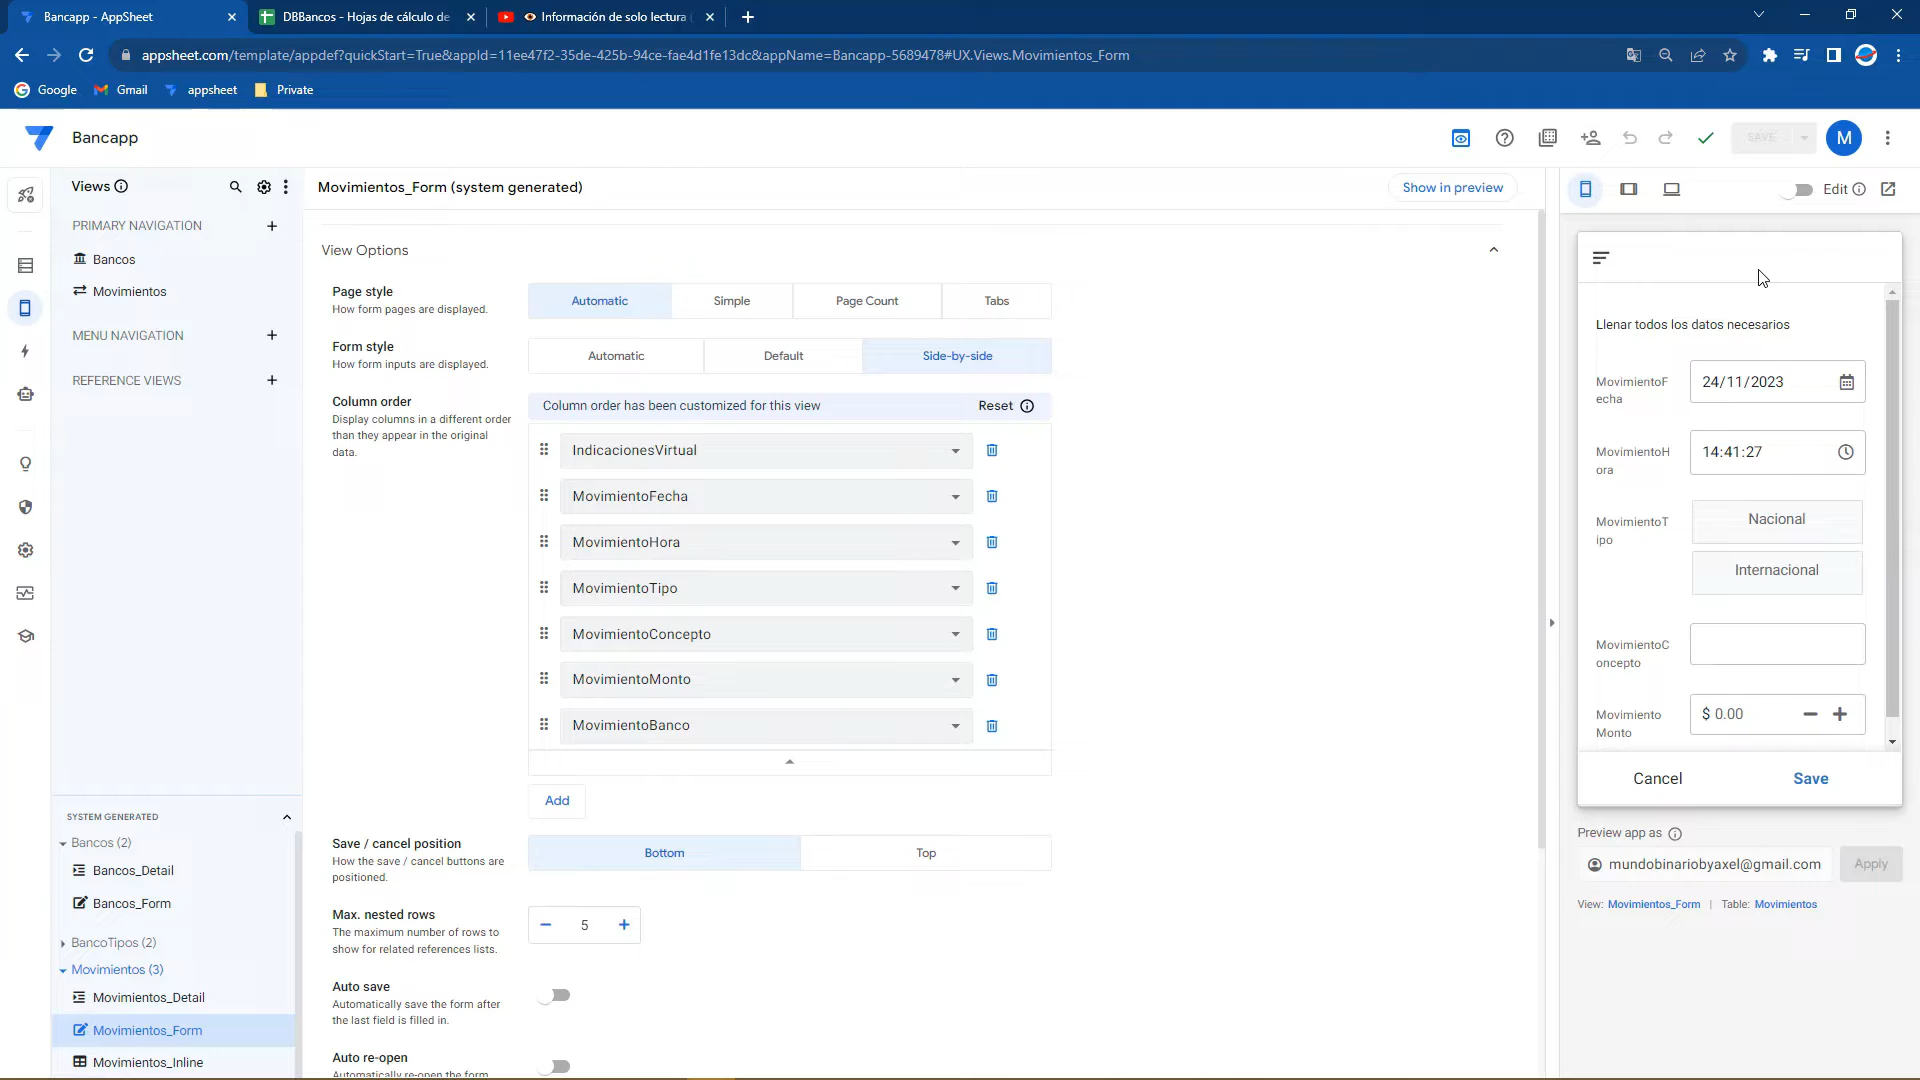 Bancapp - AppSheet
DBBancos - Hojas de cálculo de
Información de solo lectura
appsheet.com/template/appdef?quickStart=True&appId=11ee47f2-35de-425b-94ce-fae4d1fe13dc&appName=Bancapp-5689478#UX.Views.Movimientos_Form
Google
Gmail
appsheet
Private
Bancapp
SAVE
M
Views
PRIMARY NAVIGATION
Bancos
Movimientos
MENU NAVIGATION
REFERENCE VIEWS
SYSTEM GENERATED
Bancos (2)
Bancos_Detail
Bancos_Form
BancoTipos (2)
Movimientos (3)
Movimientos_Detail
Movimientos_Form
Movimientos_Inline
Movimientos_Form (system generated)
Show in preview
View Options
Page style
How form pages are displayed.
Automatic
Simple
Page Count
Tabs
Form style
How form inputs are displayed.
Automatic
Default
Side-by-side
Column order
Display columns in a different order
than they appear in the original
data.
Column order has been customized for this view
Reset
IndicacionesVirtual
MovimientoFecha
MovimientoHora
MovimientoTipo
MovimientoConcepto
MovimientoMonto
MovimientoBanco
Add
Save / cancel position
How the save / cancel buttons are
positioned.
Bottom
Top
Max. nested rows
The maximum number of rows to
show for related references lists.
5
Auto save
Automatically save the form after
the last field is filled in.
Auto re-open
Automatically re-open the form
Edit
Llenar todos los datos necesarios
MovimientoF
echa
24/11/2023
MovimientoH
ora
14:41:27
MovimientoT
ipo
Nacional
Internacional
MovimientoC
oncepto
Movimiento
Monto
$ 0.00
Cancel
Save
Preview app as
mundobinariobyaxel@gmail.com
Apply
View: Movimientos_Form | Table: Movimientos